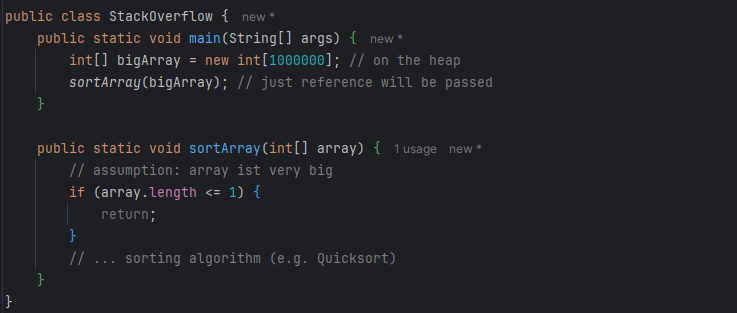 public class StackOverflow {   new *
    public static void main(String[] args) {   new *
        int[] bigArray = new int[1000000]; // on the heap
        sortArray(bigArray); // just reference will be passed
    }

    public static void sortArray(int[] array) {   1 usage   new *
        // assumption: array ist very big
        if (array.length <= 1) {
            return;
        }
        // ... sorting algorithm (e.g. Quicksort)
    }
}